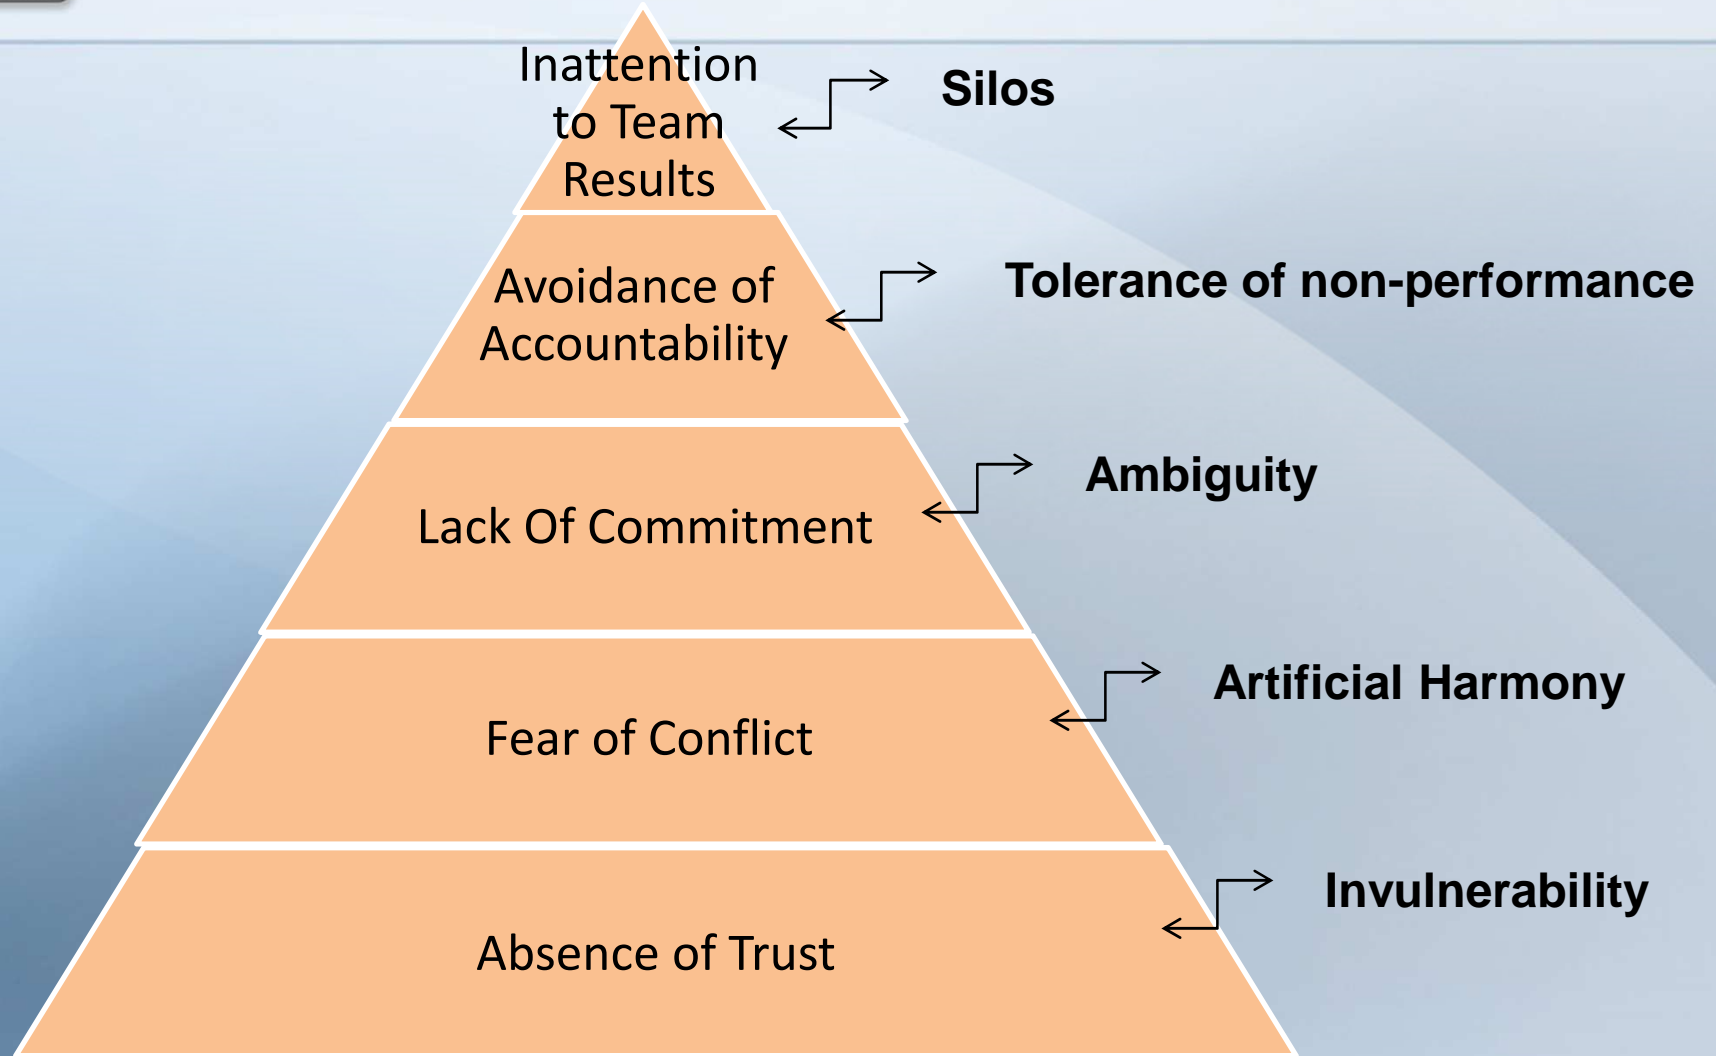 Inattention
to Team
Results
Silos
Avoidance of
Accountability
Tolerance of non-performance
Lack Of Commitment
Ambiguity
Fear of Conflict
Artificial Harmony
Absence of Trust
Invulnerability